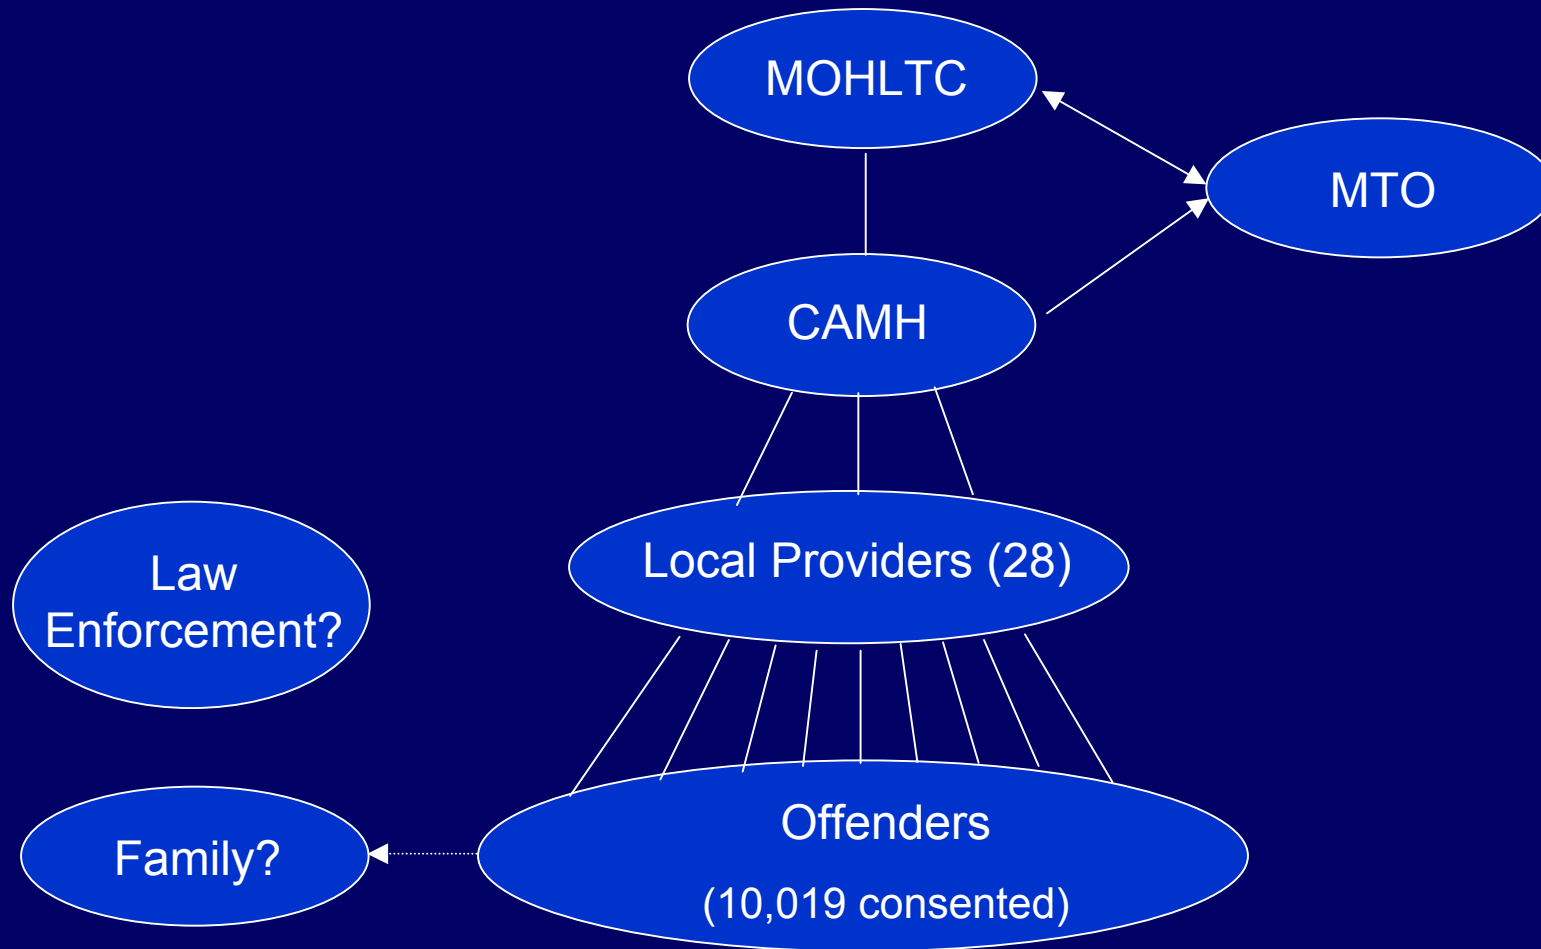 MOHLTC
MTO
CAMH
Local Providers (28)
Law
Enforcement?
Offenders
(10,019 consented)
Family?